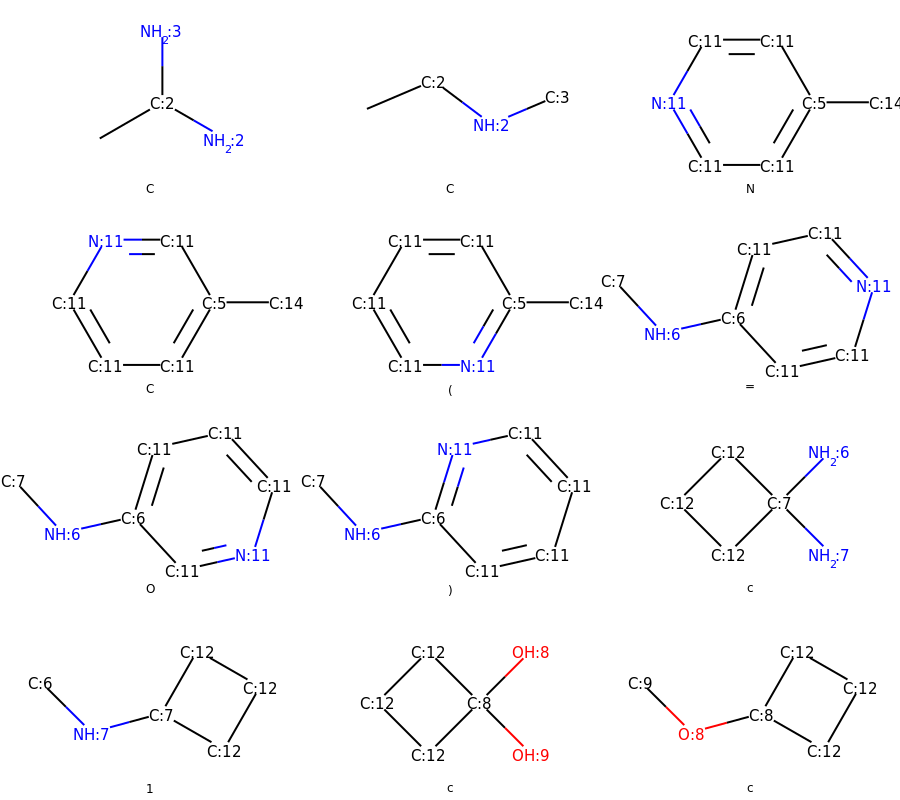 NH2:3
C:2
NH2:2
C
C:2
C:3
NH:2
C
C:11 C:11
N:11 C:5 C:14
C:11 C:11
N
N:11 C:11
C:11 C:5 C:14
C:11 C:11
C
C:11 C:11
C:11 C:5 C:14
C:11 N:11
(
C:11
C:11
C:7
N:11
C:6
NH:6
C:11
C:11
=
C:11
C:11
C:7
C:11
C:6
NH:6
N:11
C:11
O
C:11
N:11
C:7
C:11
C:6
NH:6
C:11
C:11
)
C:12 NH2:6
C:12 C:7
C:12 NH2:7
c
C:12
C:6
C:12
C:7
NH:7
C:12
1
C:12 OH:8
C:12 C:8
C:12 OH:9
c
C:12
C:9
C:12
C:8
O:8
C:12
c